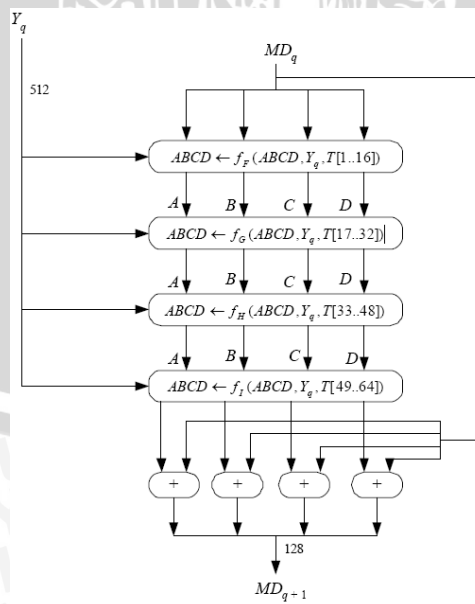 Y_q
MD_q
512
ABCD ← f_F (ABCD, Y_q, T[1..16])
A B C D
ABCD ← f_G (ABCD, Y_q, T[17..32])
A B C D
ABCD ← f_H (ABCD, Y_q, T[33..48])
A B C D
ABCD ← f_I (ABCD, Y_q, T[49..64])
+ + + +
128
MD_{q+1}